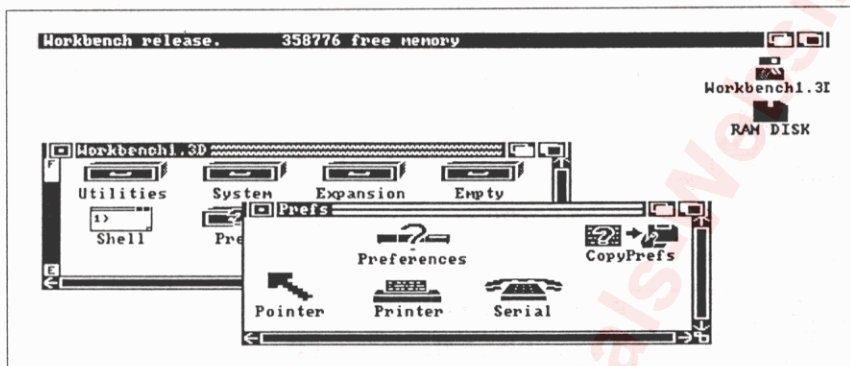 Workbench release. 358776 free memory
Workbench1.3D
RAM DISK
Workbench1.3D
F
Utilities System Expansion Empty
1>
Shell Pre
E
Prefs
Preferences CopyPrefs
Pointer Printer Serial